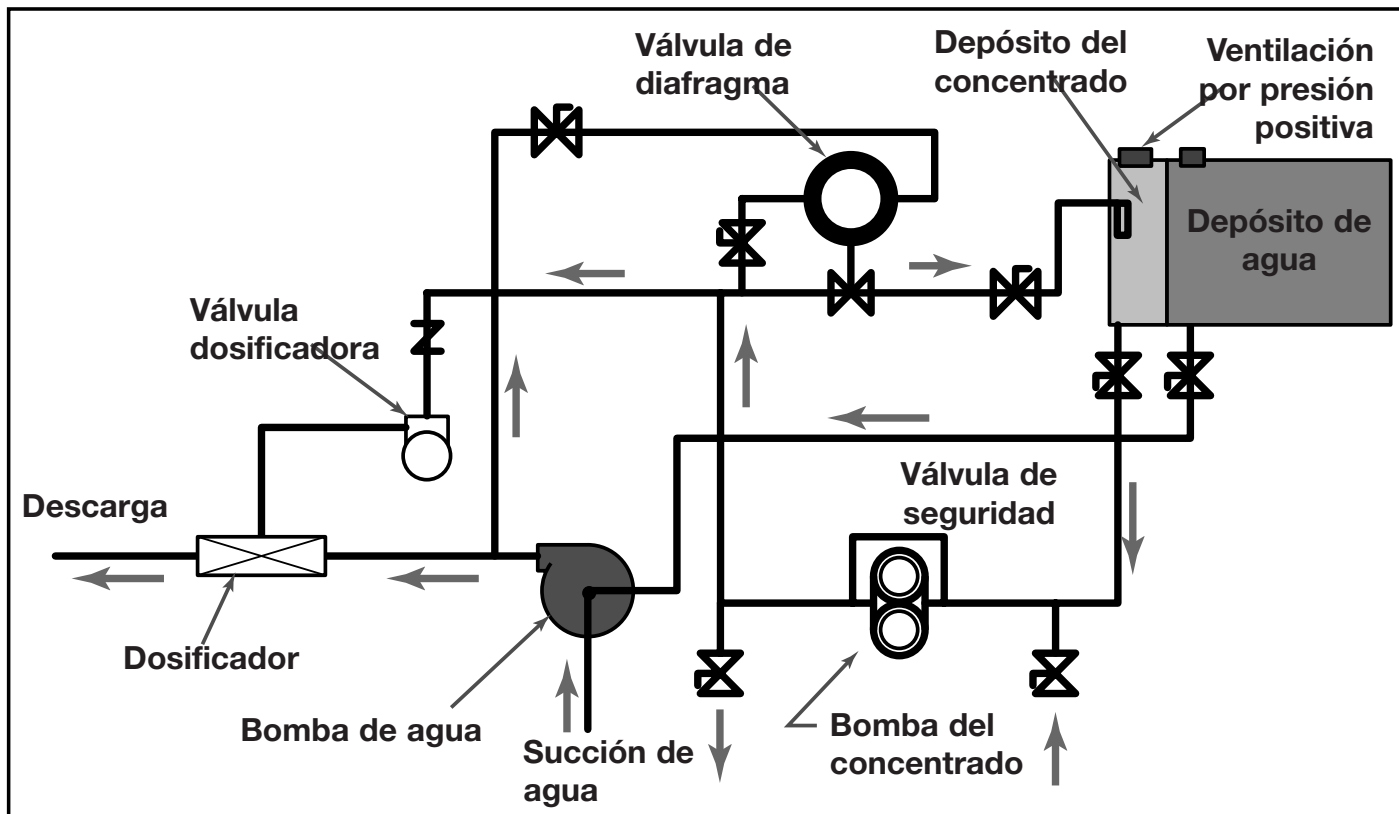 Válvula de
diafragma
Depósito del
concentrado
Ventilación
por presión
positiva
Depósito de
agua
Válvula
dosificadora
Válvula de
seguridad
Descarga
Dosificador
Bomba de agua
Succión de
agua
Bomba del
concentrado